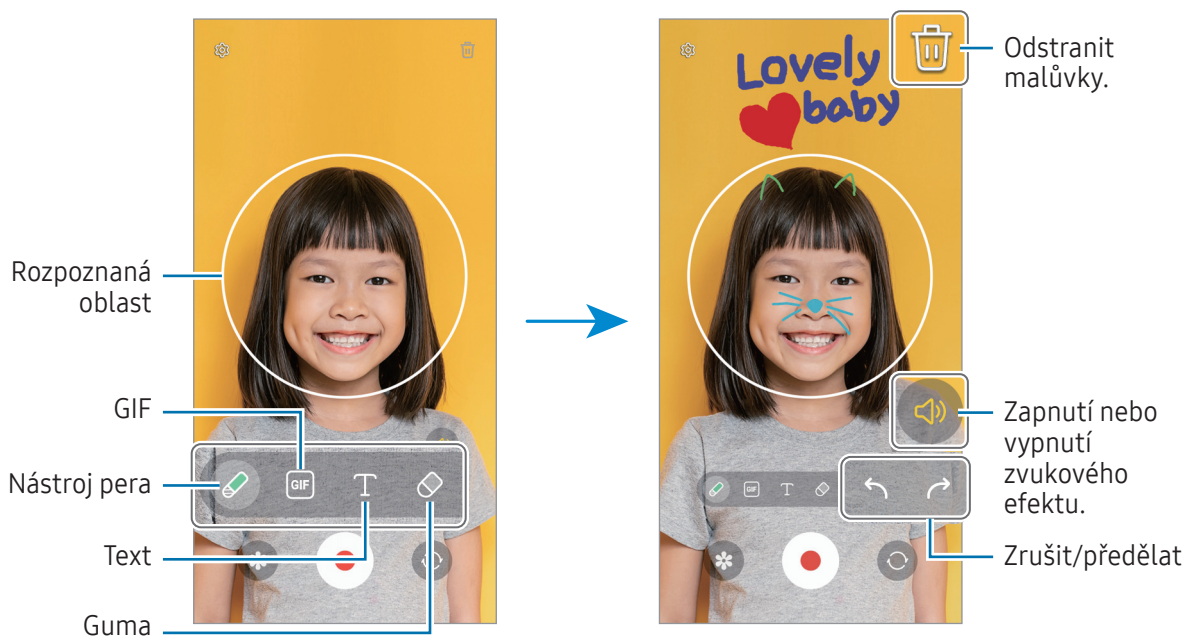 Rozpoznaná
oblast
GIF
Nástroj pera
Text
Guma
GIF
T
Lovely
baby
GIF
T
Odstranit
malůvky.
Zapnutí nebo
vypnutí
zvukového
efektu.
Zrušit/předělat